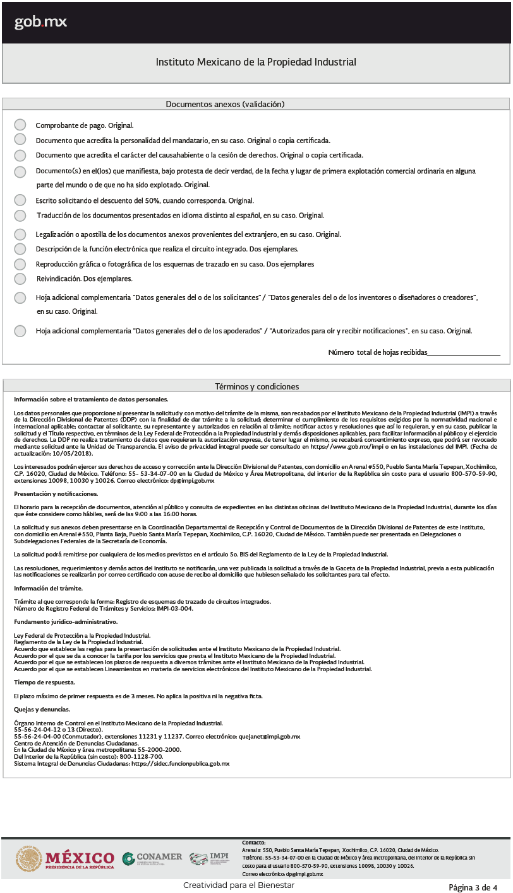 gob.mx
Instituto Mexicano de la Propiedad Industrial
Documentos anexos (validación)
Comprobante de pago. Original.
Documento que acredita la personalidad del mandatario, en su caso. Original o copia certificada.
Documento que acredita el carácter del causahabiente o la cesión de derechos. Original o copia certificada.
Documento(s) en el(los) que manifiesta, bajo protesta de decir verdad, de la fecha y lugar de primera explotación comercial ordinaria en alguna
parte del mundo o de que no ha sido explotado. Original.
Escrito solicitando el descuento del 50%, cuando corresponda. Original.
Traducción de los documentos presentados en idioma distinto al español, en su caso. Original.
Legalización o apostilla de los documentos anexos provenientes del extranjero, en su caso. Original.
Descripción de la función electrónica que realiza el circuito integrado. Dos ejemplares.
Reproducción gráfica o fotográfica de los esquemas de trazado en su caso. Dos ejemplares
Reivindicación. Dos ejemplares.
Hoja adicional complementaria "Datos generales del o de los solicitantes" / "Datos generales del o de los inventores o diseñadores o creadores",
en su caso. Original.
Hoja adicional complementaria "Datos generales del o de los apoderados" / "Autorizados para oír y recibir notificaciones", en su caso. Original.
Número total de hojas recibidas
Términos y condiciones
Información sobre el tratamiento de datos personales.
Los datos personales que proporcione al presentar la solicitud y con motivo del trámite de la misma, son recabados por el Instituto Mexicano de la Propiedad Industrial (IMPI) a través
de la Dirección Divisional de Patentes (DDP) con la finalidad de dar trámite a la solicitud; determinar el cumplimiento de los requisitos exigidos por la normatividad nacional e
internacional aplicable; contactar al solicitante, su representante y autorizados en relación al trámite, notificar actos y resoluciones que así lo requieran, y en su caso, publicar la
solicitud y el Título respectivo, en términos de la Ley Federal de Protección a la Propiedad Industrial y demás disposiciones aplicables, para facilitar información al público y el ejercicio
de derechos. La DDP no realiza tratamiento de datos que requieran la autorización expresa, de tener lugar el mismo, se recabará consentimiento expreso, que podrá ser revocado
mediante solicitud ante la Unidad de Transparencia. El aviso de privacidad integral puede ser consultado en https://www.gob.mx/impi o en las instalaciones del IMPI. (Fecha de
actualización: 10/05/2018).
Los interesados podrán ejercer sus derechos de acceso y corrección ante la Dirección Divisional de Patentes, con domicilio en Arenal #550, Pueblo Santa María Tepepan, Xochimilco,
C.P. 16020, Ciudad de México. Teléfono: 55- 53-34-07-00 en la Ciudad de México y Área Metropolitana, del interior de la República sin costo para el usuario 800-570-59-90,
extensiones 10098, 10030 y 10026. Correo electrónico: dp@impi.gob.mx
Presentación y notificaciones.
El horario para la recepción de documentos, atención al público y consulta de expedientes en las distintas oficinas del Instituto Mexicano de la Propiedad Industrial, durante los días
que éste considere como hábiles, será de las 9:00 a las 16:00 horas.
La solicitud y sus anexos deben presentarse en la Coordinación Departamental de Recepción y Control de Documentos de la Dirección Divisional de Patentes de este Instituto,
con domicilio en Arenal #550, Planta Baja, Pueblo Santa María Tepepan, Xochimilco, C.P. 16020, Ciudad de México. También puede ser presentada en Delegaciones o
Subdelegaciones Federales de la Secretaría de Economía.
La solicitud podrá remitirse por cualquiera de los medios previstos en el artículo 5o. BIS del Reglamento de la Ley de la Propiedad Industrial.
Las resoluciones, requerimientos y demás actos del Instituto se notificarán, una vez publicada la solicitud a través de la Gaceta de la Propiedad Industrial, previa a esta publicación
las notificaciones se realizarán por correo certificado con acuse de recibo al domicilio que hubiesen señalado los solicitantes para tal efecto.
Información del trámite.
Trámite al que corresponde la forma: Registro de esquemas de trazado de circuitos integrados.
Número de Registro Federal de Trámites y Servicios: IMPI-03-004.
Fundamento jurídico-administrativo.
Ley Federal de Protección a la Propiedad Industrial.
Reglamento de la Ley de la Propiedad Industrial.
Acuerdo que establece las reglas para la presentación de solicitudes ante el Instituto Mexicano de la Propiedad Industrial.
Acuerdo por el que se da a conocer la tarifa por los servicios que presta el Instituto Mexicano de la Propiedad Industrial.
Acuerdo por el que se establecen los plazos de respuesta a diversos trámites ante el Instituto Mexicano de la Propiedad Industrial.
Acuerdo por el que se establecen Lineamientos en materia de servicios electrónicos del Instituto Mexicano de la Propiedad Industrial.
Tiempo de respuesta.
El plazo máximo de primer respuesta es de 3 meses. No aplica la positiva ni la negativa ficta.
Quejas y denuncias.
Órgano Interno de Control en el Instituto Mexicano de la Propiedad Industrial.
55-56-24-04-12 o 13 (Directo).
55-56-24-04-00 (Conmutador), extensiones 11231 y 11237. Correo electrónico: quejanet@impi.gob.mx
Centro de Atención de Denuncias Ciudadanas.
En la Ciudad de México y área metropolitana: 55-2000-2000.
Del Interior de la República (sin costo): 800-1128-700.
Sistema Integral de Denuncias Ciudadanas: https://sidec.funcionpublica.gob.mx
MÉXICO
PRESIDENCIA DE LA REPÚBLICA
CONAMER
IMPI
Contacto:
Arenal # 550, Pueblo Santa María Tepepan, Xochimilco, C.P. 16020, Ciudad de México.
Teléfono: 55-53-34-07-00 en la Ciudad de México y Área Metropolitana, del interior de la República sin
costo para el usuario 800-570-59-90, extensiones 10098, 10030 y 10026.
Correo electrónico: dp@impi.gob.mx
Creatividad para el Bienestar
Página 3 de 4